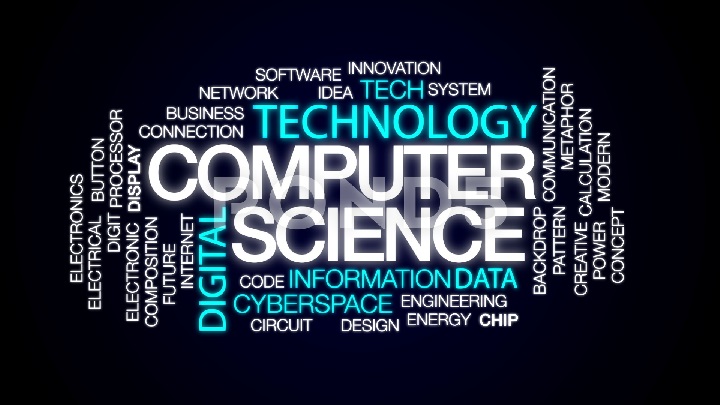 SOFTWARE INNOVATION
NETWORK IDEA TECH SYSTEM
BUSINESS
CONNECTION TECHNOLOGY
COMPUTER
SCIENCE
POND5
CODE INFORMATION DATA
CYBERSPACE ENGINEERING
CIRCUIT DESIGN ENERGY CHIP
ELECTRONICS
ELECTRICAL
BUTTON
DIGIT PROCESSOR
ELECTRONIC DISPLAY
COMPOSITION
FUTURE
INTERNET
DIGITAL
BACKDROP COMMUNICATION
PATTERN METAPHOR
CREATIVE CALCULATION
POWER MODERN
CONCEPT